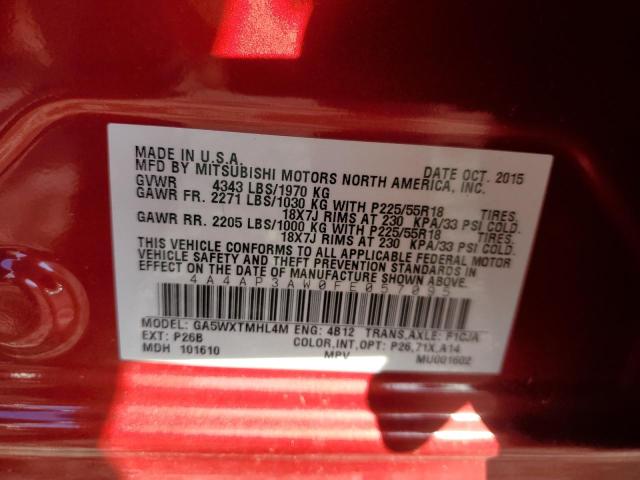 MADE IN U.S.A. DATE OCT. 2015
MFD BY MITSUBISHI MOTORS NORTH AMERICA, INC.
GVWR 4343 LBS/1970 KG
GAWR FR. 2271 LBS/1030 KG WITH P225/55R18 TIRES.
18X7J RIMS AT 230 KPA/33 PSI COLD.
GAWR RR. 2205 LBS/1000 KG WITH P225/55R18 TIRES.
18X7J RIMS AT 230 KPA/33 PSI COLD.
THIS VEHICLE CONFORMS TO ALL APPLICABLE FEDERAL MOTOR
VEHICLE SAFETY AND THEFT PREVENTION STANDARDS IN
EFFECT ON THE DATE OF MANUFACTURE SHOWN ABOVE.
4A4AP3AW0FE057095
MODEL: GA5WXTMHL4M ENG: 4B12 TRANS,AXLE: F1CJA
EXT: P26B COLOR,INT,OPT: P26,71X,A14
MDH 101610 MPV MU001602